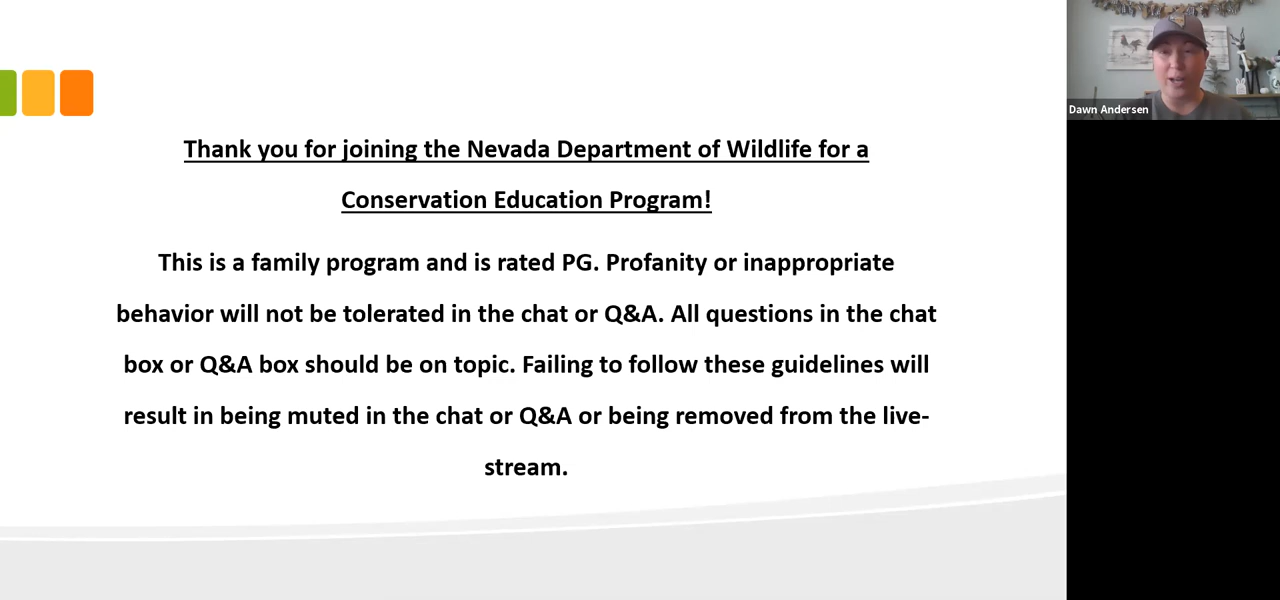 Thank you for joining the Nevada Department of Wildlife for a
Conservation Education Program!
This is a family program and is rated PG. Profanity or inappropriate
behavior will not be tolerated in the chat or Q&A. All questions in the chat
box or Q&A box should be on topic. Failing to follow these guidelines will
result in being muted in the chat or Q&A or being removed from the live-
stream.
Dawn Andersen